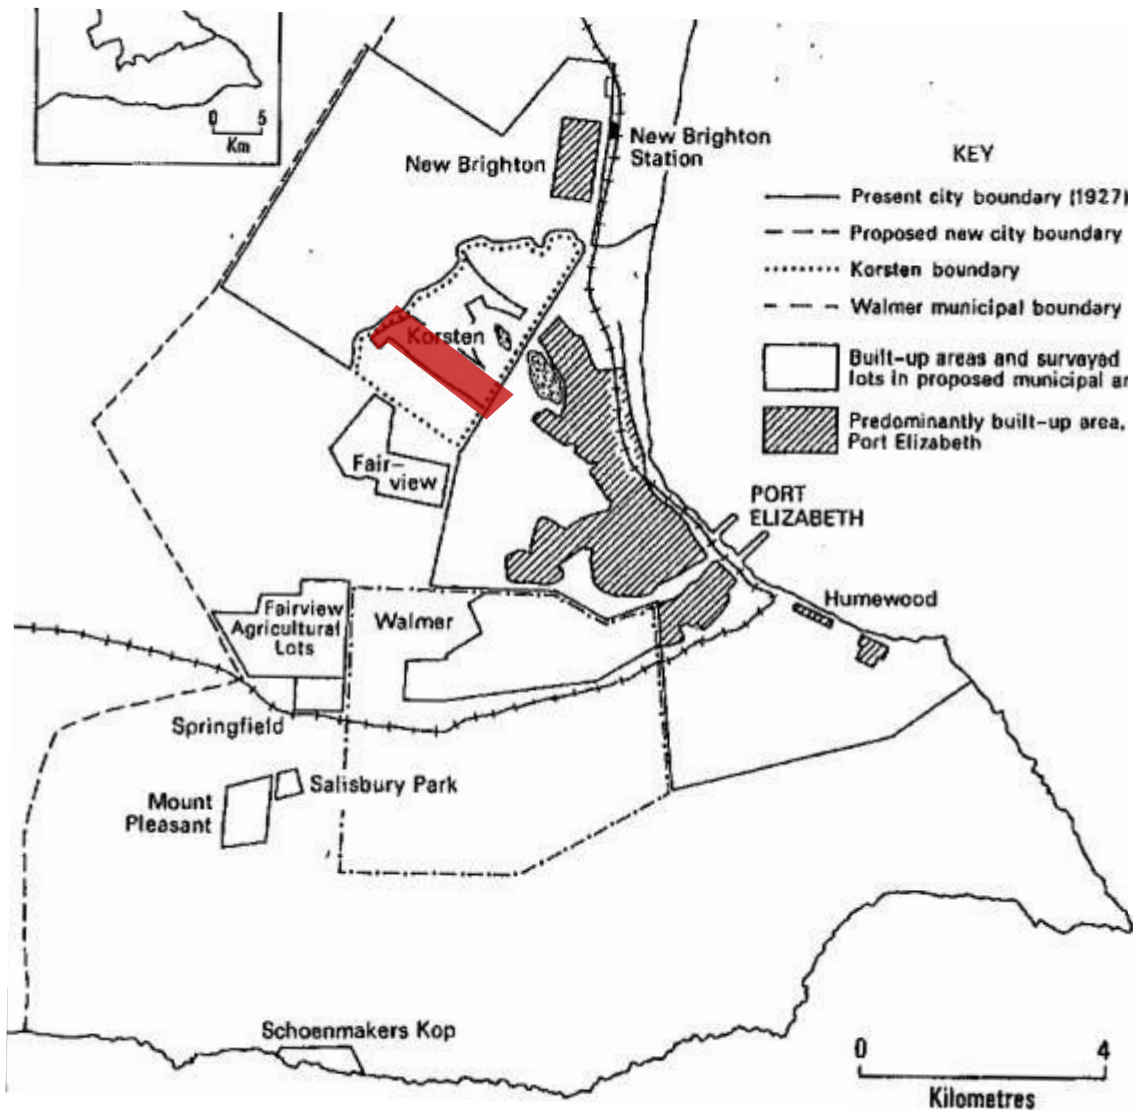 0 5
Km
New Brighton
New Brighton
Station
KEY
Present city boundary (1927)
Proposed new city boundary
Korsten boundary
Walmer municipal boundary
Built-up areas and surveyed
lots in proposed municipal ar
Predominantly built-up area,
Port Elizabeth
Korsten
Fair-
view
PORT
ELIZABETH
Humewood
Fairview
Agricultural
Lots
Walmer
Springfield
Salisbury Park
Mount
Pleasant
Schoenmakers Kop
0 4
Kilometres